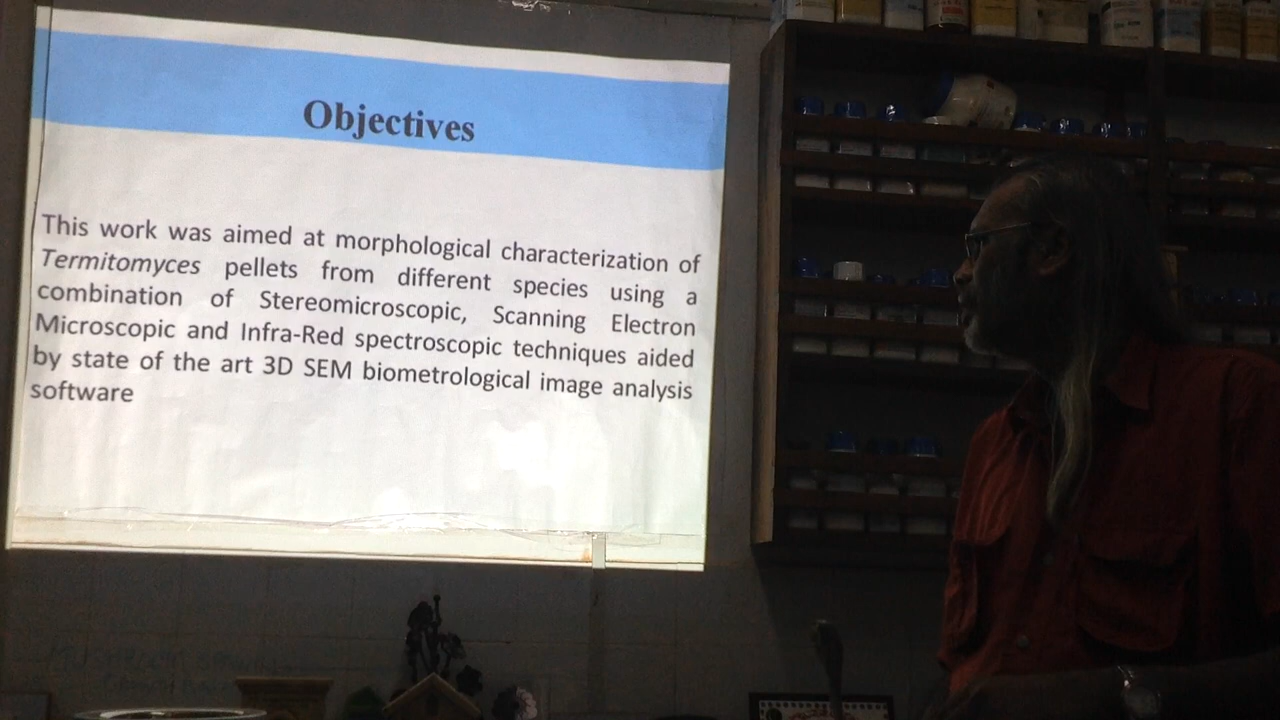 Objectives
This work was aimed at morphological characterization of
Termitomyces pellets from different species using a
combination of Stereomicroscopic, Scanning Electron
Microscopic and Infra-Red spectroscopic techniques aided
by state of the art 3D SEM biometrological image analysis
software
MUSHROOM